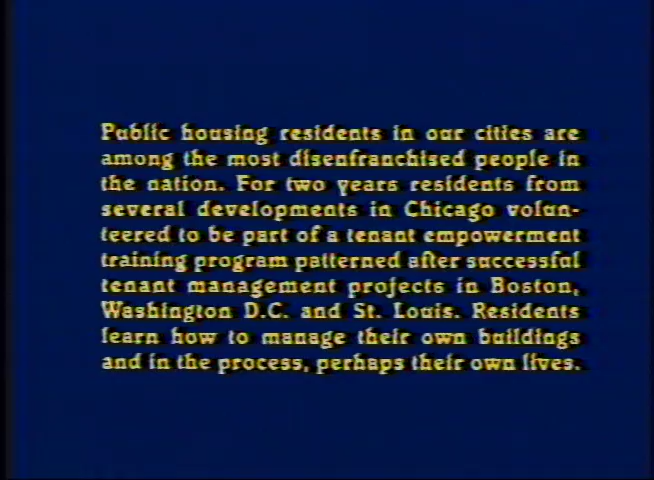 Public housing residents in our cities are
among the most disenfranchised people in
the nation. For two years residents from
several developments in Chicago volun-
teered to be part of a tenant empowerment
training program patterned after successful
tenant management projects in Boston,
Washington D.C. and St. Louis. Residents
learn how to manage their own buildings
and in the process, perhaps their own lives.